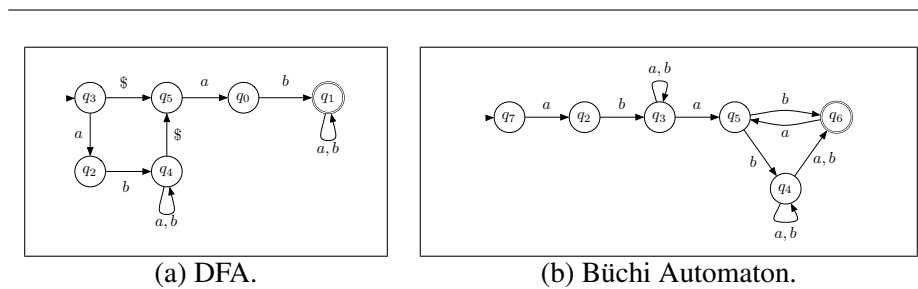 $ a b
q3 q5 q0 q1
a $ a, b
q2 b q4
a, b
a, b
q7 a q2 b q3 a q5 b q6
a
b a, b
q4
a, b
(a) DFA. (b) Büchi Automaton.